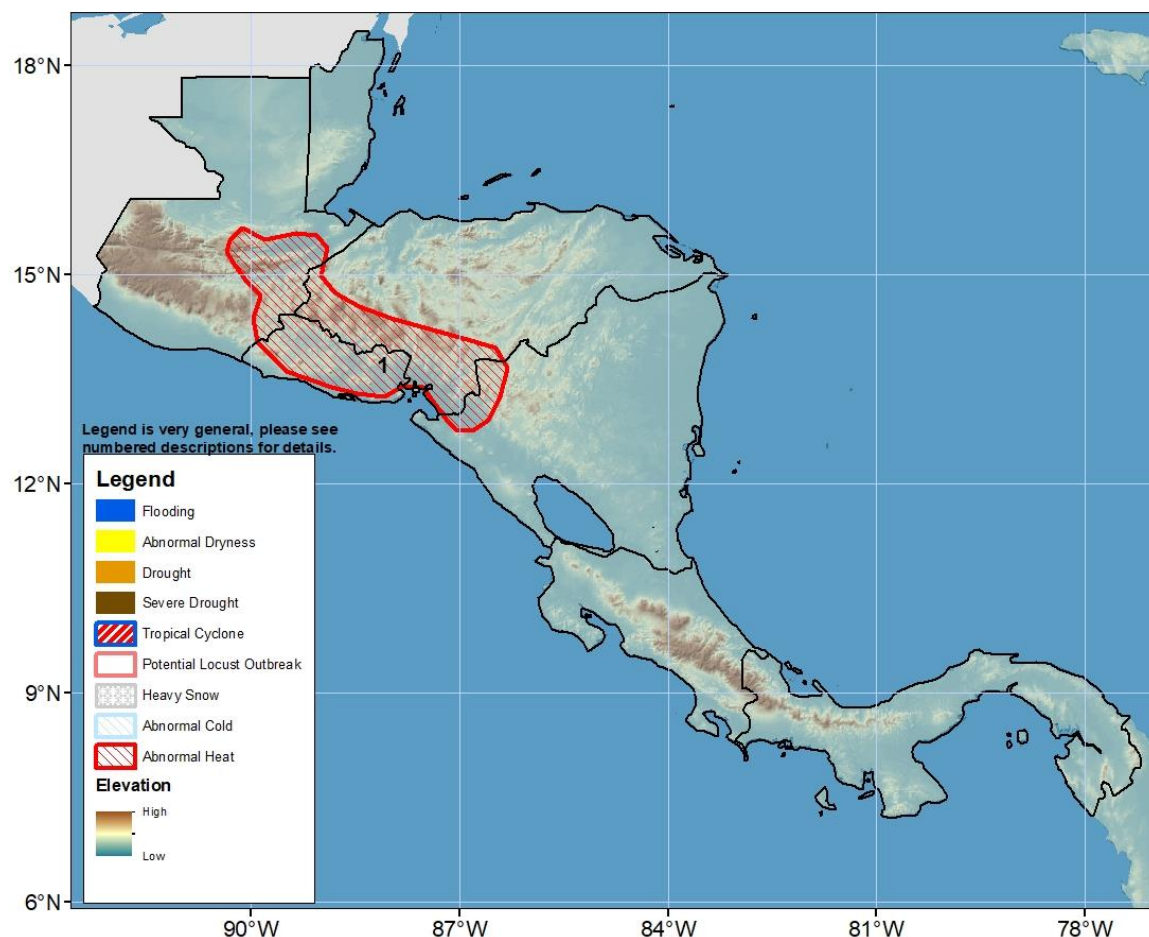 18°N
15°N
1
12°N
9°N
6°N
Legend is very general, please see
numbered descriptions for details.
Legend
Flooding
Abnormal Dryness
Drought
Severe Drought
Tropical Cyclone
Potential Locust Outbreak
Heavy Snow
Abnormal Cold
Abnormal Heat
Elevation
High
Low
90°W 87°W 84°W 81°W 78°W